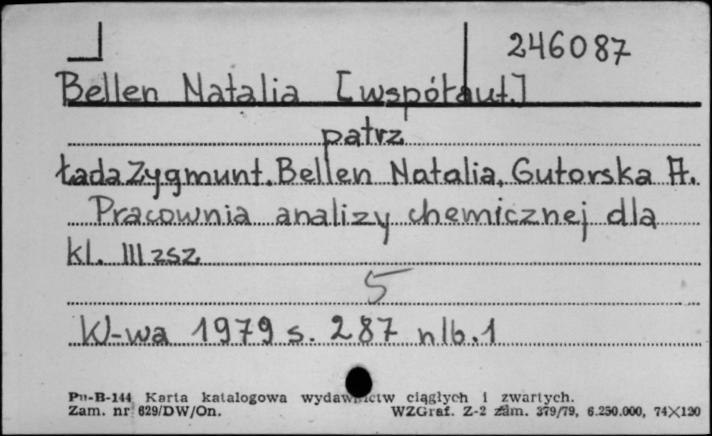 246087
Bellen Natalia [współaut.]
patrz
Łada Zygmunt. Bellen Natalia, Gutorska A.
Pracownia analizy chemicznej dla
kl. III zsz
5
W-wa 1979 s. 287 nlb. 1
Pu-B-144 Karta katalogowa wydawnictw ciągłych i zwartych.
Zam. nr 629/DW/On. WZGraf. Z-2 zam. 379/79, 6.250.000, 74×120